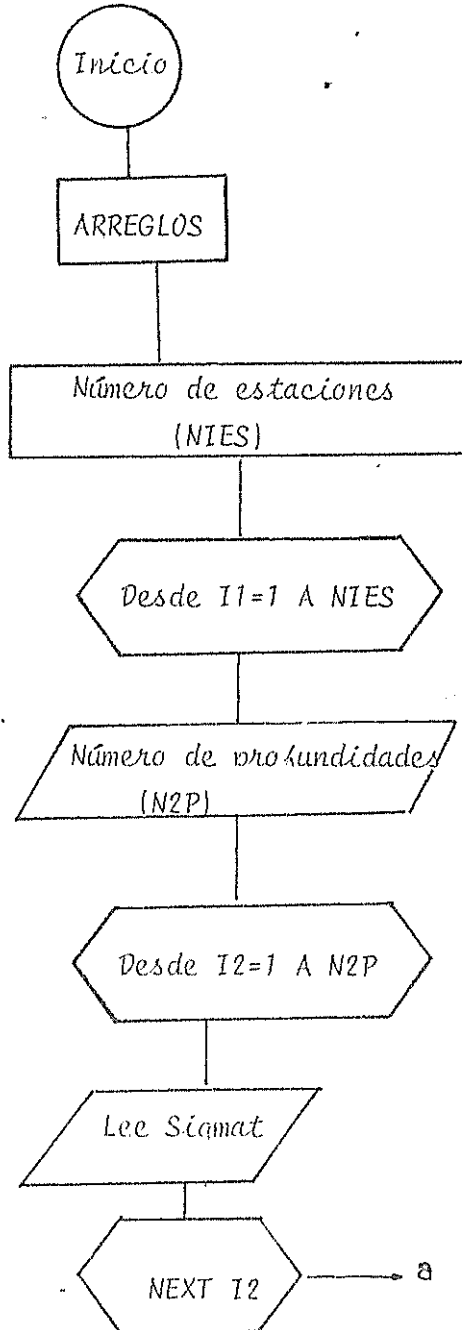 Inicio
ARREGLOS
Número de estaciones
(NIES)
Desde I1=1 A NIES
Número de profundidades
(N2P)
Desde I2=1 A N2P
Lee Sigmat
NEXT I2
a